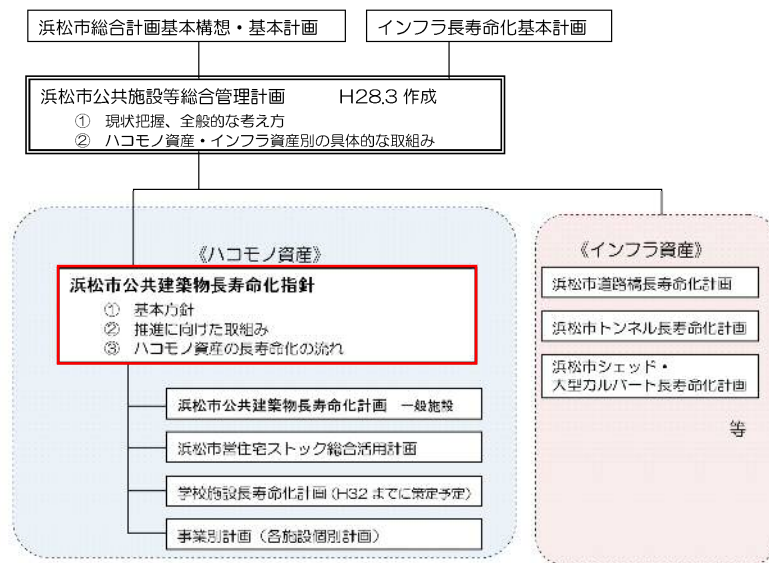 浜松市総合計画基本構想・基本計画
インフラ長寿命化基本計画
浜松市公共施設等総合管理計画 H28.3 作成
① 現状把握、全般的な考え方
② ハコモノ資産・インフラ資産別の具体的な取組み
《ハコモノ資産》
浜松市公共建築物長寿命化指針
① 基本方針
② 推進に向けた取組み
③ ハコモノ資産の長寿命化の流れ
浜松市公共建築物長寿命化計画 一般施設
浜松市営住宅ストック総合活用計画
学校施設長寿命化計画（H32 までに策定予定）
事業別計画（各施設個別計画）
《インフラ資産》
浜松市道路橋長寿命化計画
浜松市トンネル長寿命化計画
浜松市シェッド・
大型カルバート長寿命化計画
等